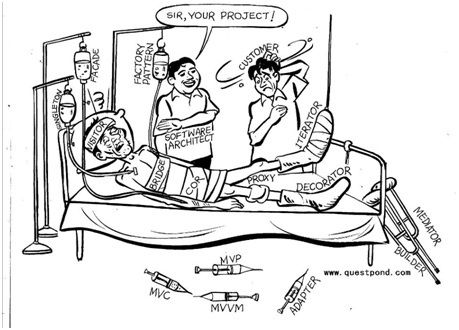 SIR, YOUR PROJECT!
SINGLETON
FACADE
FACTORY
PATTERN
CUSTOMER
SOFTWARE
ARCHITECT
VISITOR
BRIDGE
COR
PROXY
DECORATOR
ITERATOR
MEDIATOR
BUILDER
www.questpond.com
MVP
MVC
MVVM
ADAPTER